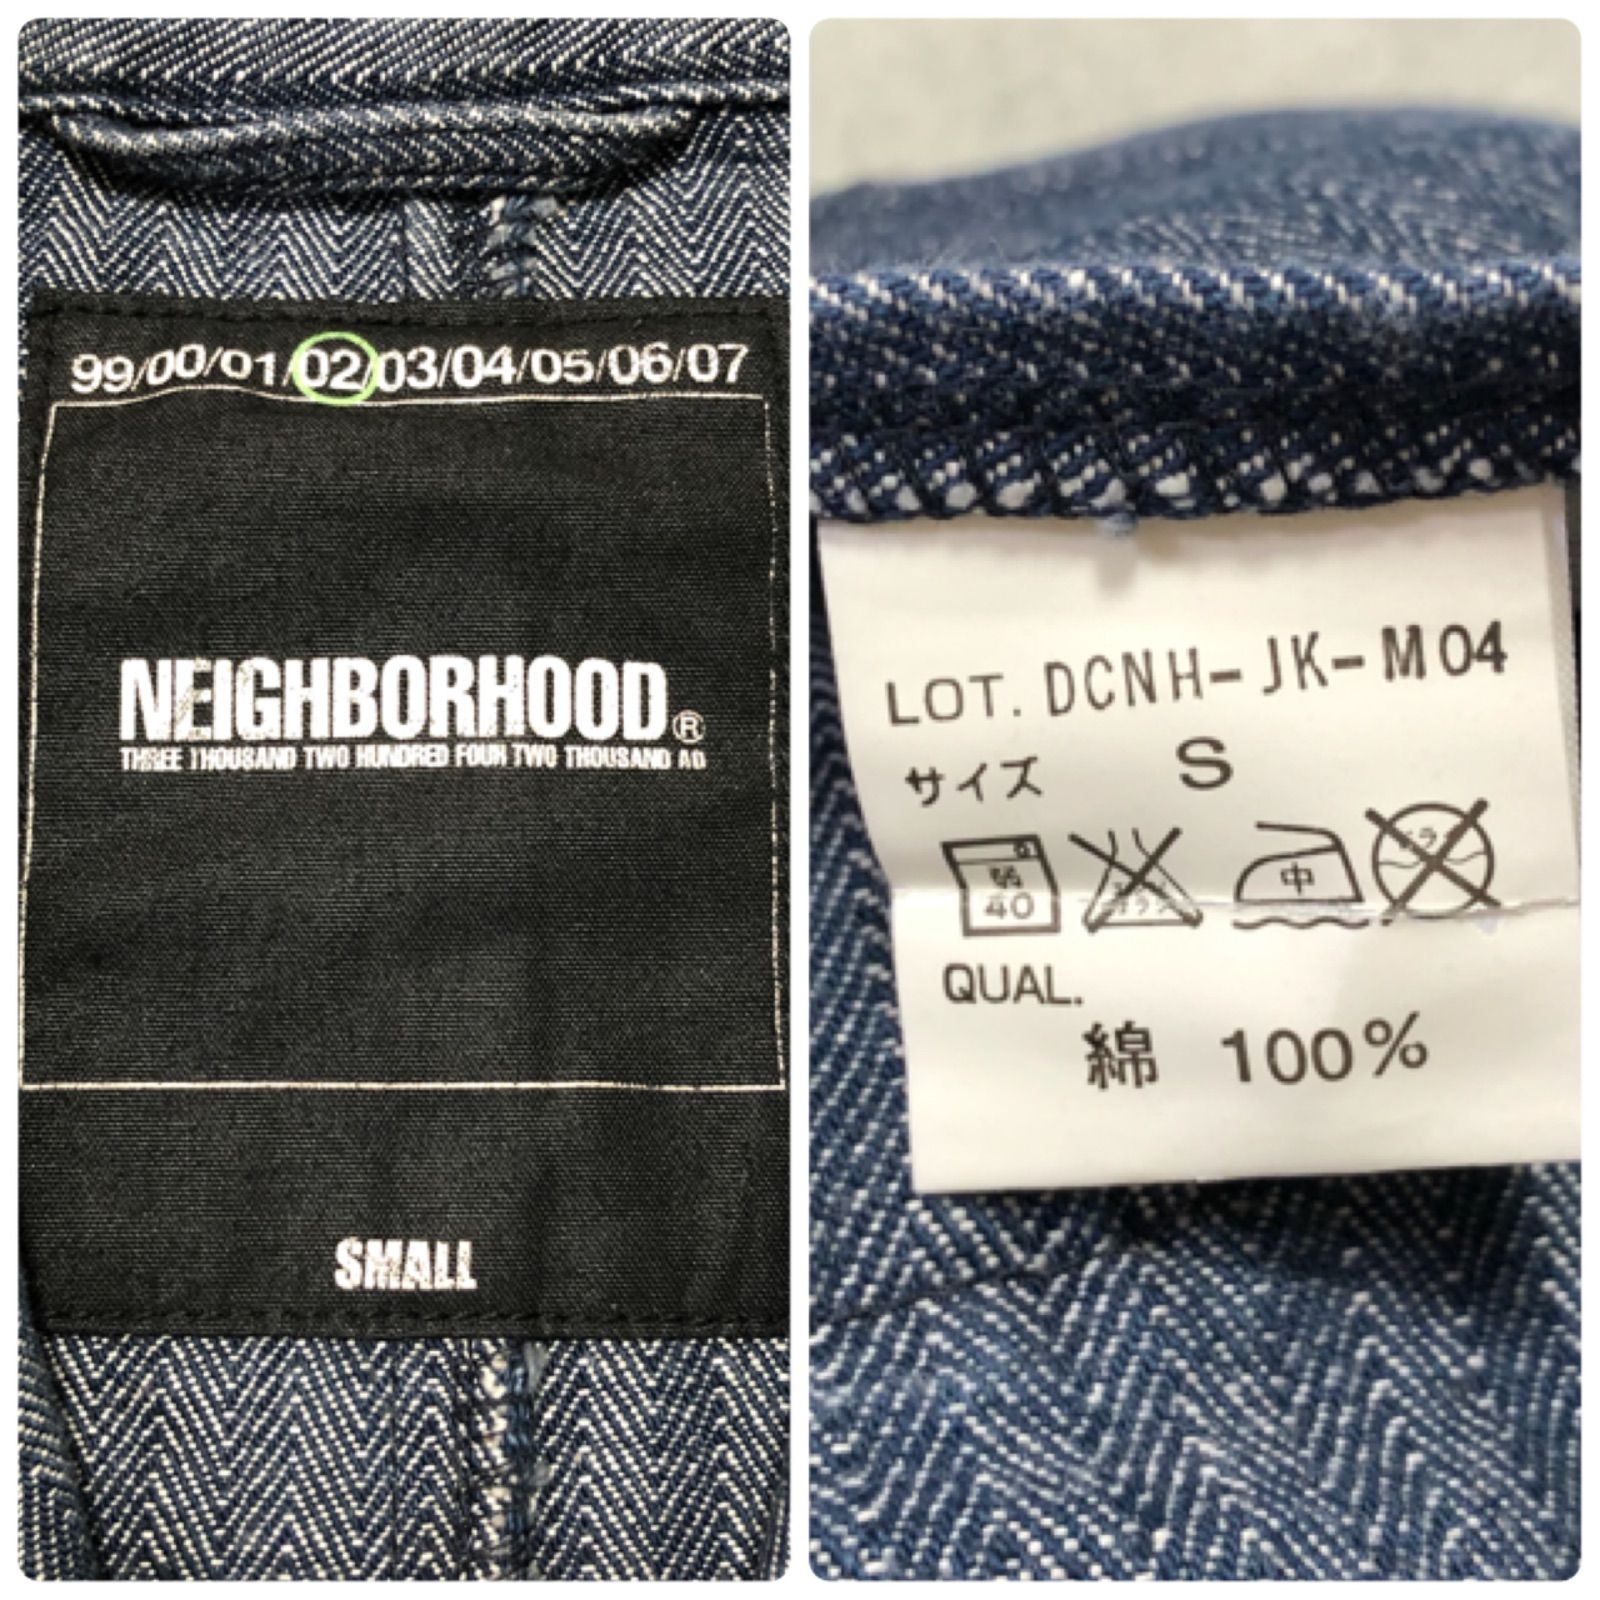 99/00/01/02/03/04/05/06/07
NEIGHBORHOOD®
THREE THOUSAND TWO HUNDRED FOUR TWO THOUSAND AD
SMALL
LOT. DCNH-JK-M04
サイズ S
弱
40
中
QUAL.
綿 100%